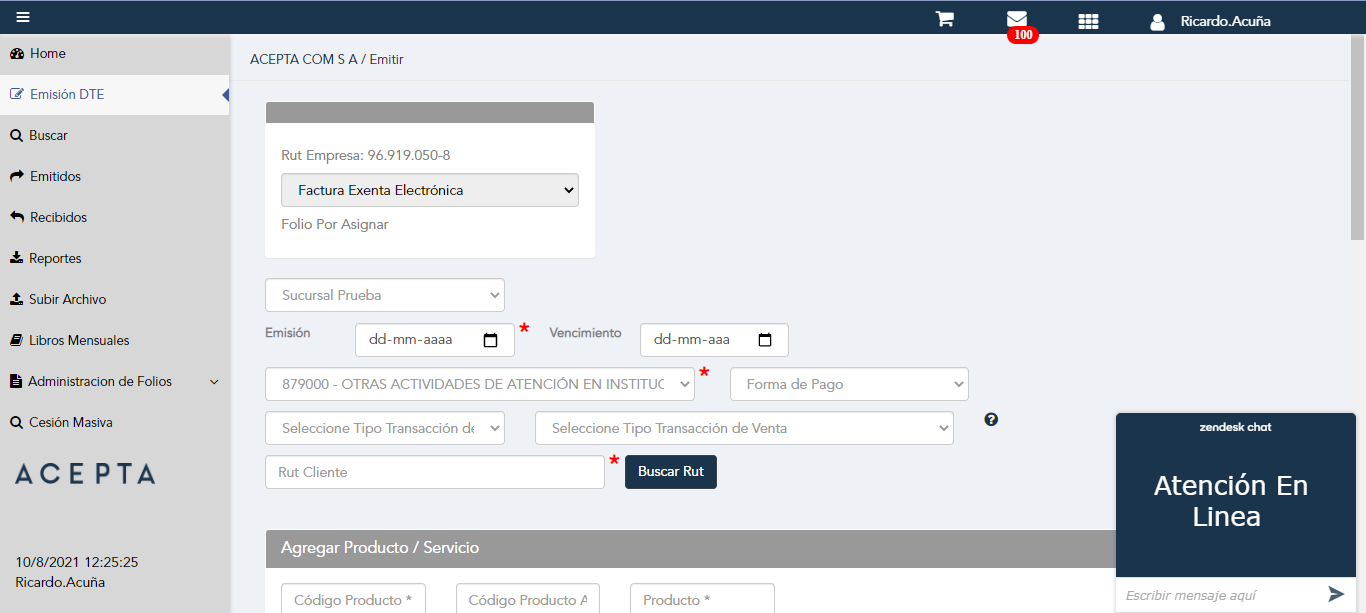 100
Ricardo.Acuña
Home
Emisión DTE
Buscar
Emitidos
Recibidos
Reportes
Subir Archivo
Libros Mensuales
Administracion de Folios
Cesión Masiva
ACEPTA
10/8/2021 12:25:25
Ricardo.Acuña
ACEPTA COM S A / Emitir
Rut Empresa: 96.919.050-8
Factura Exenta Electrónica
Folio Por Asignar
Sucursal Prueba
Emisión dd-mm-aaaa * Vencimiento dd-mm-aaa
879000 - OTRAS ACTIVIDADES DE ATENCIÓN EN INSTITUC * Forma de Pago
Seleccione Tipo Transacción de Seleccione Tipo Transacción de Venta ?
Rut Cliente * Buscar Rut
Agregar Producto / Servicio
Código Producto * Código Producto A Producto *
zendesk chat
Atención En
Linea
Escribir mensaje aquí